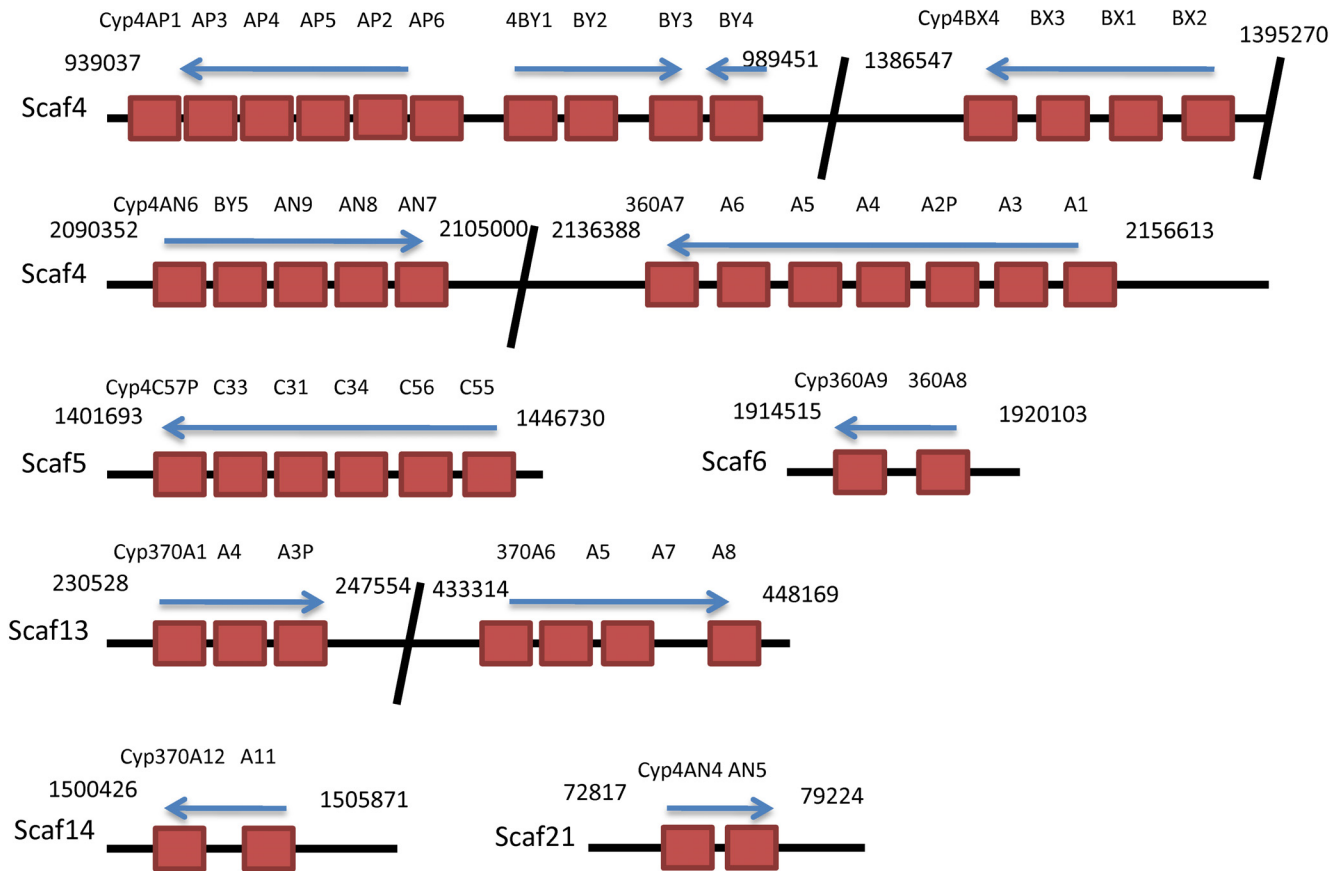 Cyp4AP1 AP3 AP4 AP5 AP2 AP6 4BY1 BY2 BY3 BY4 Cyp4BX4 BX3 BX1 BX2
939037 989451 1386547 1395270
Scaf4
Cyp4AN6 BY5 AN9 AN8 AN7 360A7 A6 A5 A4 A2P A3 A1
2090352 2105000 2136388 2156613
Scaf4
Cyp4C57P C33 C31 C34 C56 C55 Cyp360A9 360A8
1401693 1446730 1914515 1920103
Scaf5 Scaf6
Cyp370A1 A4 A3P 370A6 A5 A7 A8
230528 247554 433314 448169
Scaf13
Cyp370A12 A11 Cyp4AN4 AN5
1500426 1505871 72817 79224
Scaf14 Scaf21